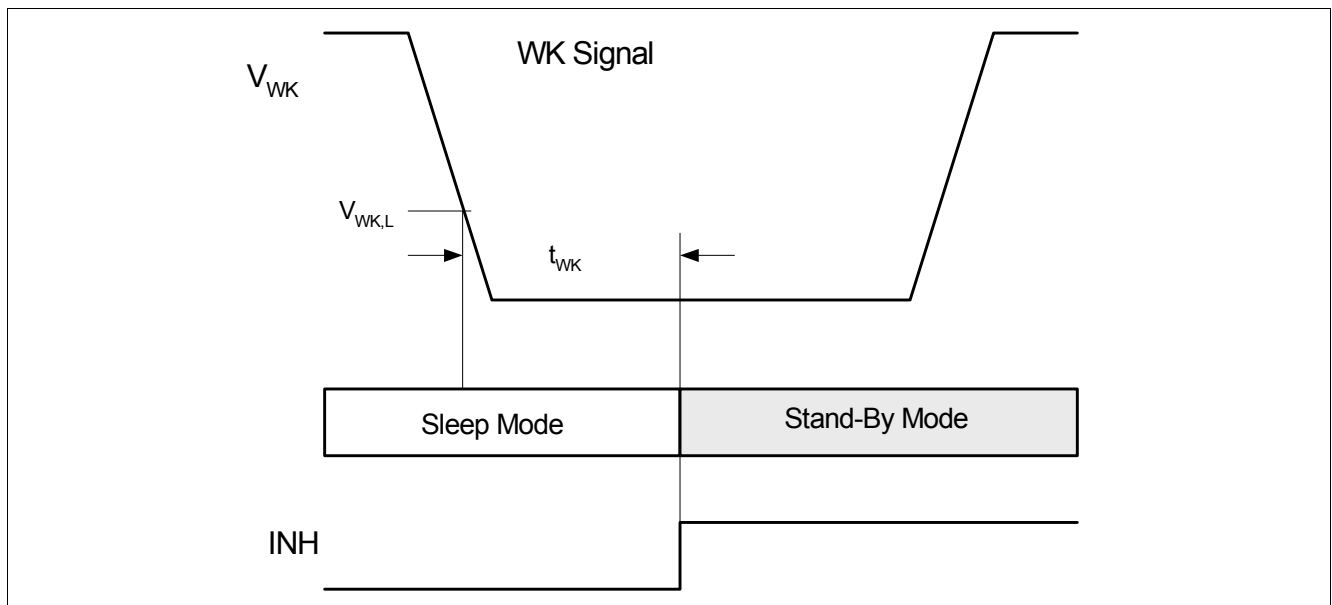 WK Signal
V_WK
V_WK,L
t_WK
Sleep Mode
Stand-By Mode
INH